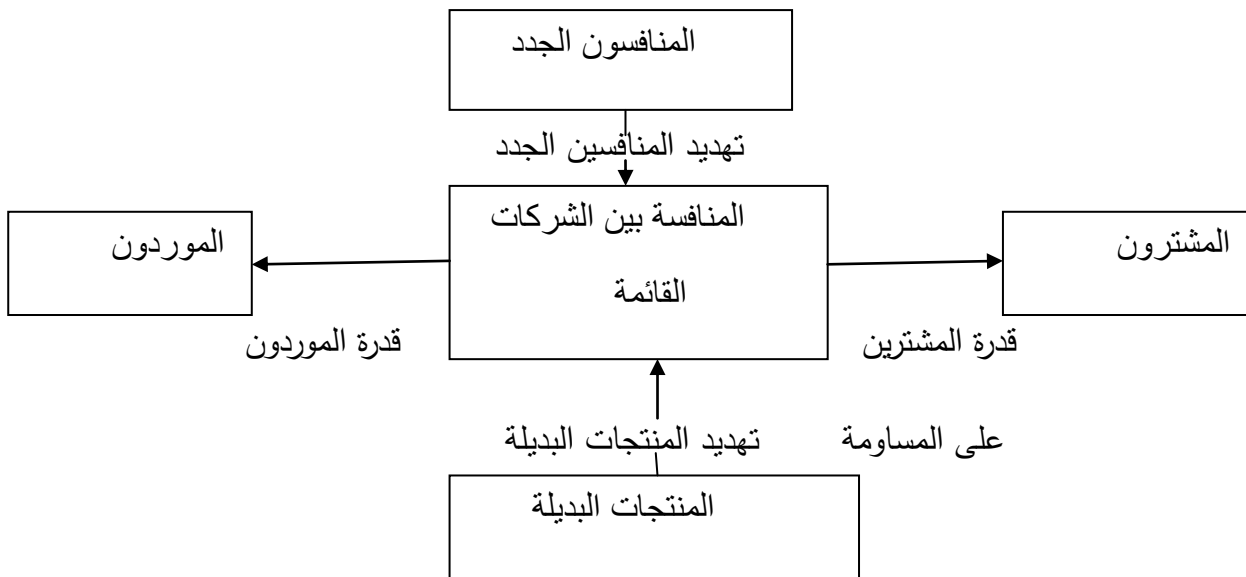 المنافسون الجدد
تهديد المنافسين الجدد
المنافسة بين الشركات
القائمة
المشترون
الموردون
قدرة المشترين
قدرة الموردون
على المساومة
تهديد المنتجات البديلة
المنتجات البديلة